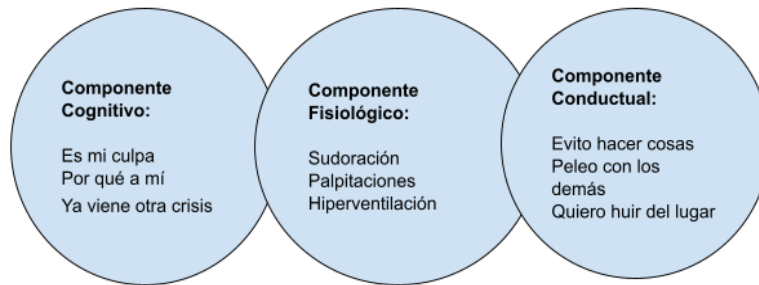 Componente
Cognitivo:
Es mi culpa
Por qué a mí
Ya viene otra crisis
Componente
Fisiológico:
Sudoración
Palpitaciones
Hiperventilación
Componente
Conductual:
Evito hacer cosas
Peleo con los
demás
Quiero huir del lugar